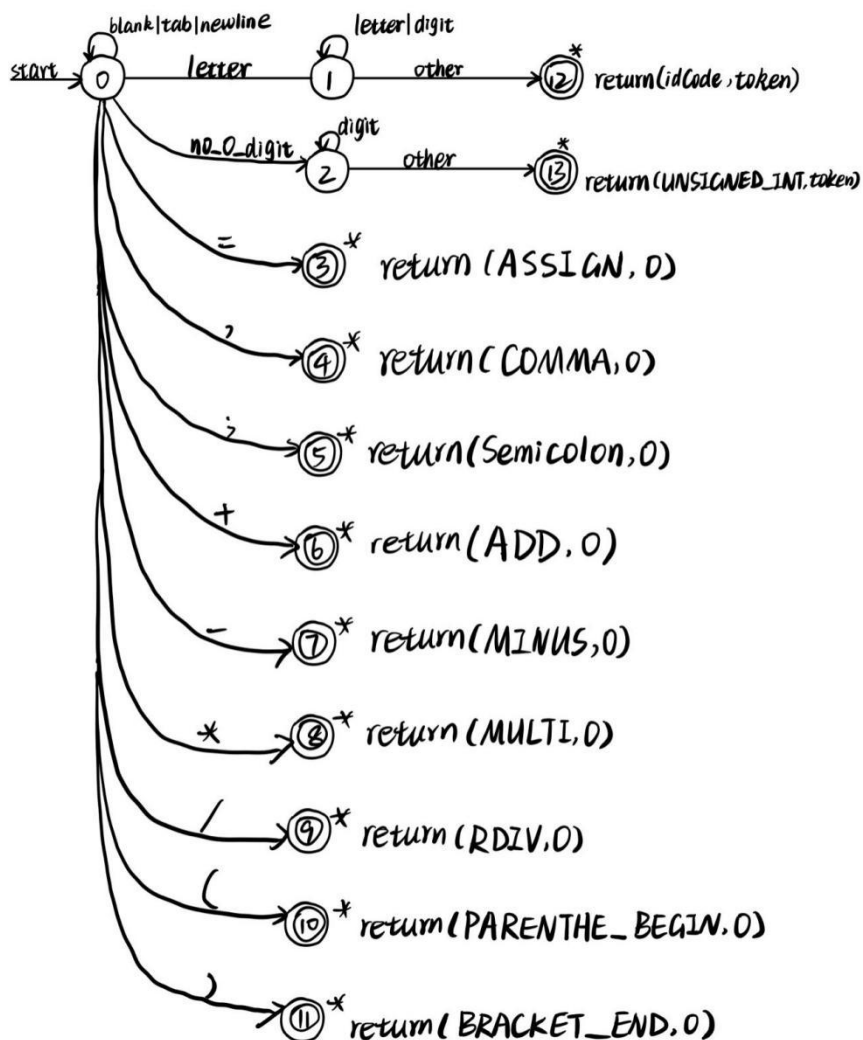 blank|tab|newline
letter|digit
start 0 letter 1 other 12 * return(idCode,token)
no_0_digit 2 digit other 13 * return(UNSIGNED_INT,token)
= 3 * return(ASSIGN,0)
, 4 * return(COMMA,0)
; 5 * return(Semicolon,0)
+ 6 * return(ADD,0)
- 7 * return(MINUS,0)
* 8 * return(MULTI,0)
/ 9 * return(RDIV,0)
( 10 * return(PARENTHE_BEGIN,0)
) 11 * return(BRACKET_END,0)